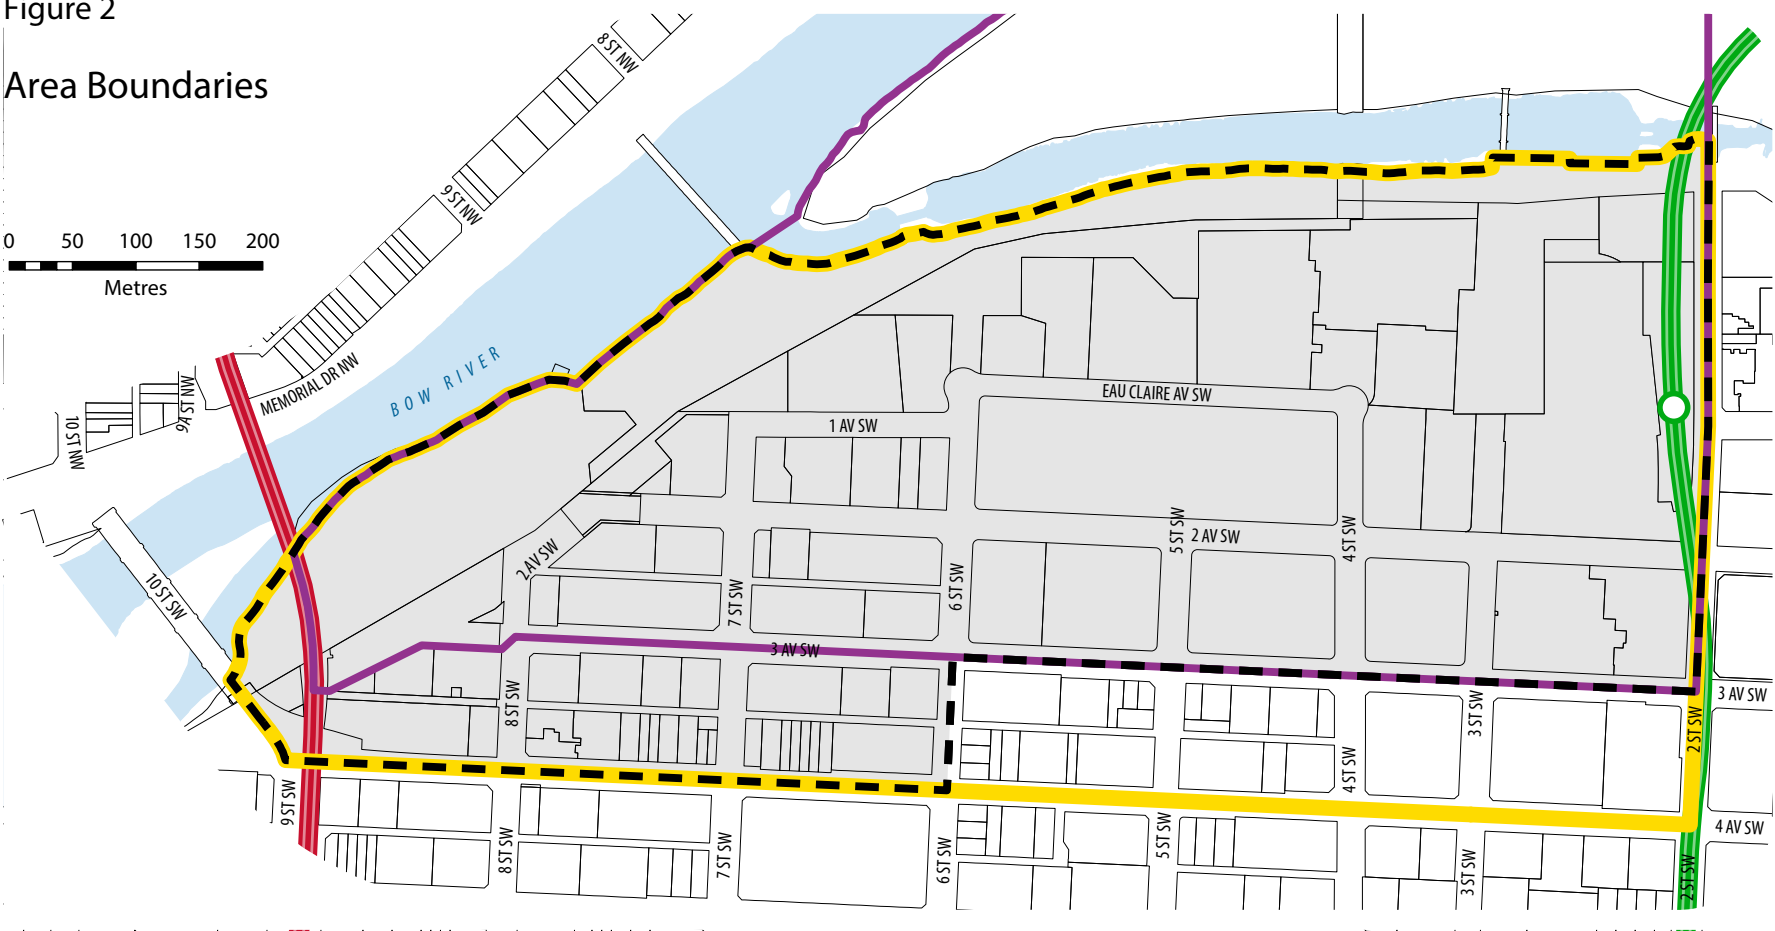 Figure 2
Area Boundaries
0 50 100 150 200
Metres
8 ST NW
9 ST NW
MEMORIAL DR NW
9A ST NW
10 ST NW
BOW RIVER
10 ST SW
EAU CLAIRE AV SW
1 AV SW
2 AV SW
2 AV SW
5 ST SW
4 ST SW
7 ST SW
6 ST SW
3 AV SW
8 ST SW
3 ST SW
2 ST SW
3 AV SW
4 ST SW
9 ST SW
8 ST SW
7 ST SW
6 ST SW
5 ST SW
3 ST SW
2 ST SW
4 AV SW